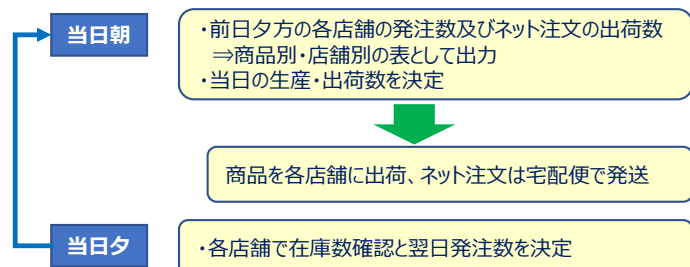 当日朝
・前日夕方の各店舗の発注数及びネット注文の出荷数
⇒商品別・店舗別の表として出力
・当日の生産・出荷数を決定
商品を各店舗に出荷、ネット注文は宅配便で発送
当日夕
・各店舗で在庫数確認と翌日発注数を決定